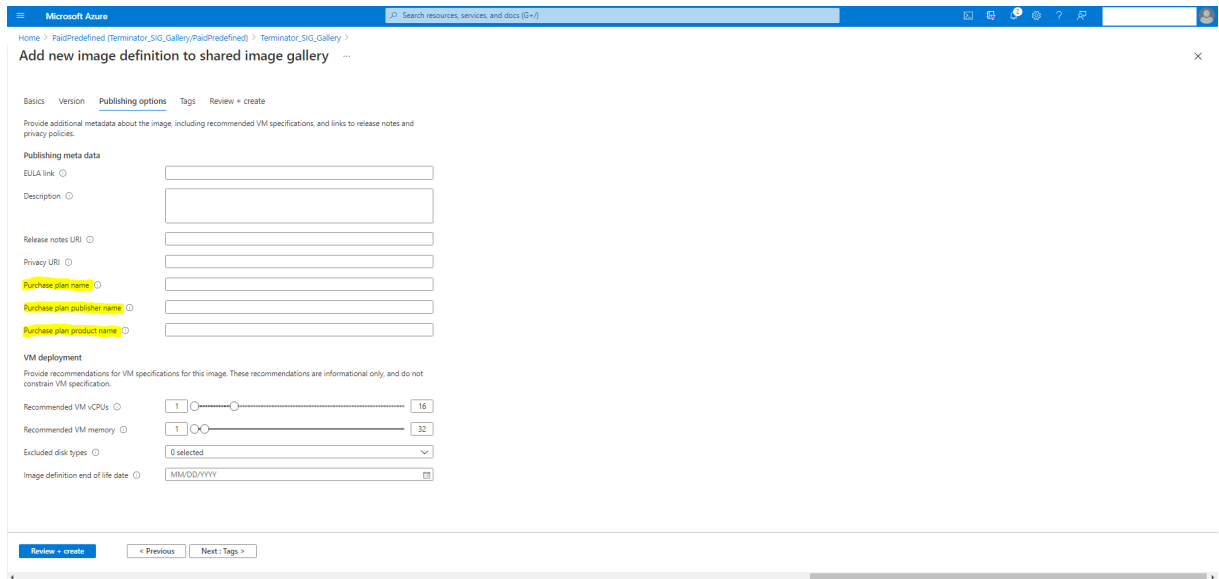 Microsoft Azure
Search resources, services, and docs (G+/)
2
Home > PaidPredefined (Terminator_SIG_Gallery/PaidPredefined) > Terminator_SIG_Gallery >
Add new image definition to shared image gallery ...
Basics Version Publishing options Tags Review + create
Provide additional metadata about the image, including recommended VM specifications, and links to release notes and
privacy policies.
Publishing meta data
EULA link
Description
Release notes URI
Privacy URI
Purchase plan name
Purchase plan publisher name
Purchase plan product name
VM deployment
Provide recommendations for VM specifications for this image. These recommendations are informational only, and do not
constrain VM specification.
Recommended VM vCPUs 1 16
Recommended VM memory 1 32
Excluded disk types 0 selected
Image definition end of life date MM/DD/YYYY
Review + create < Previous Next : Tags >